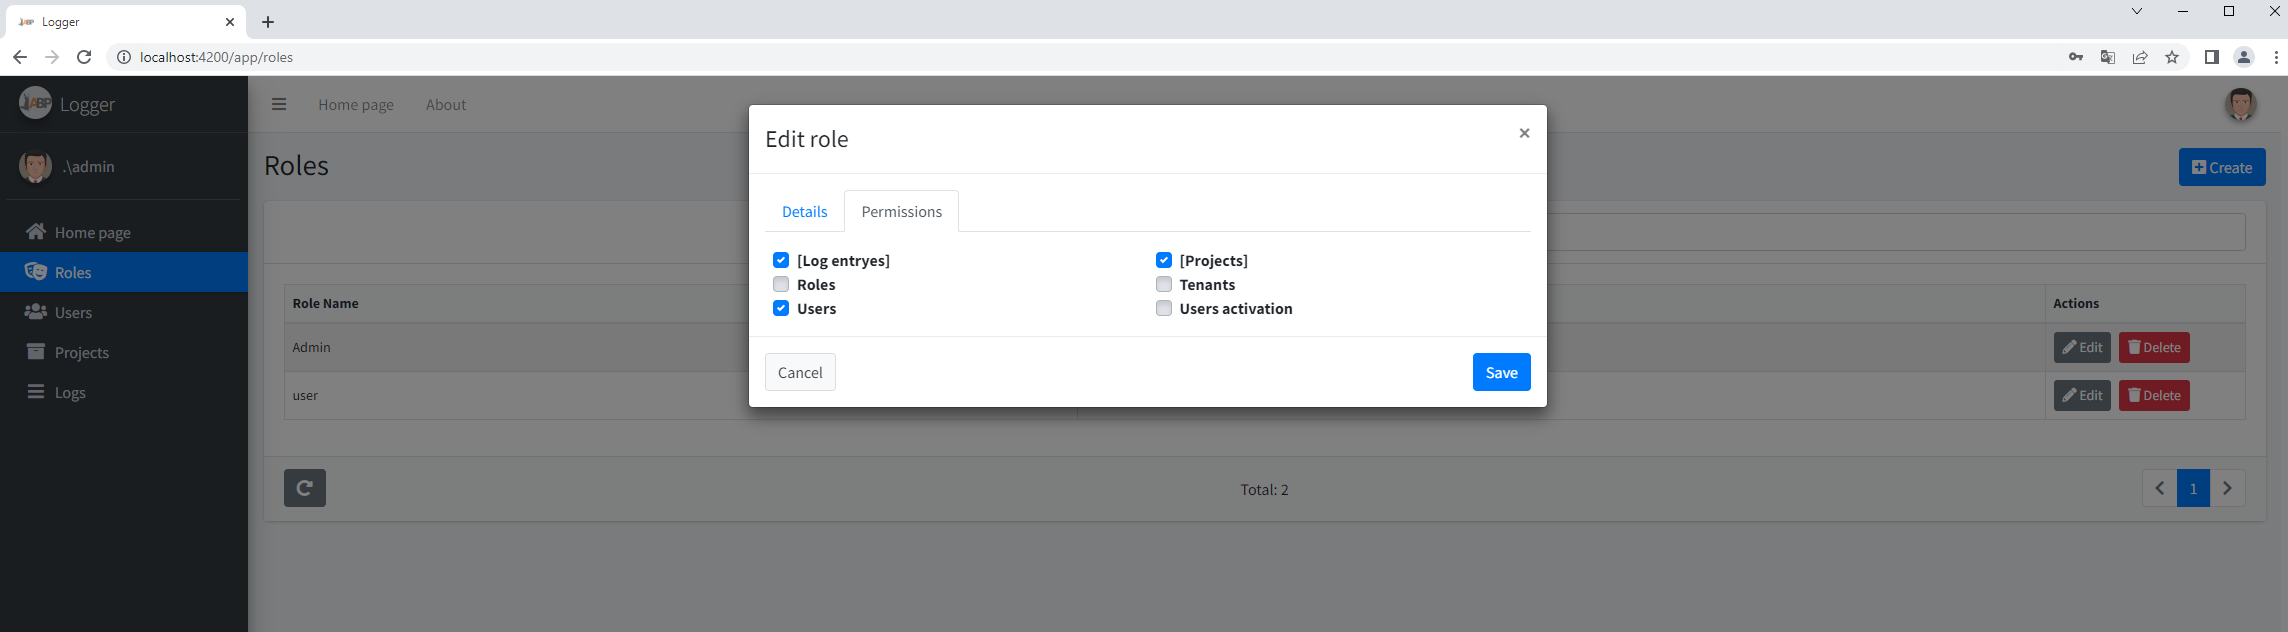 Logger
localhost:4200/app/roles
ABP Logger
Home page
About
.\admin
Home page
Roles
Users
Projects
Logs
Roles
Create
Role Name
Actions
Admin
Edit
Delete
user
Edit
Delete
Total: 2
1
Edit role
×
Details
Permissions
[Log entryes]
[Projects]
Roles
Tenants
Users
Users activation
Cancel
Save